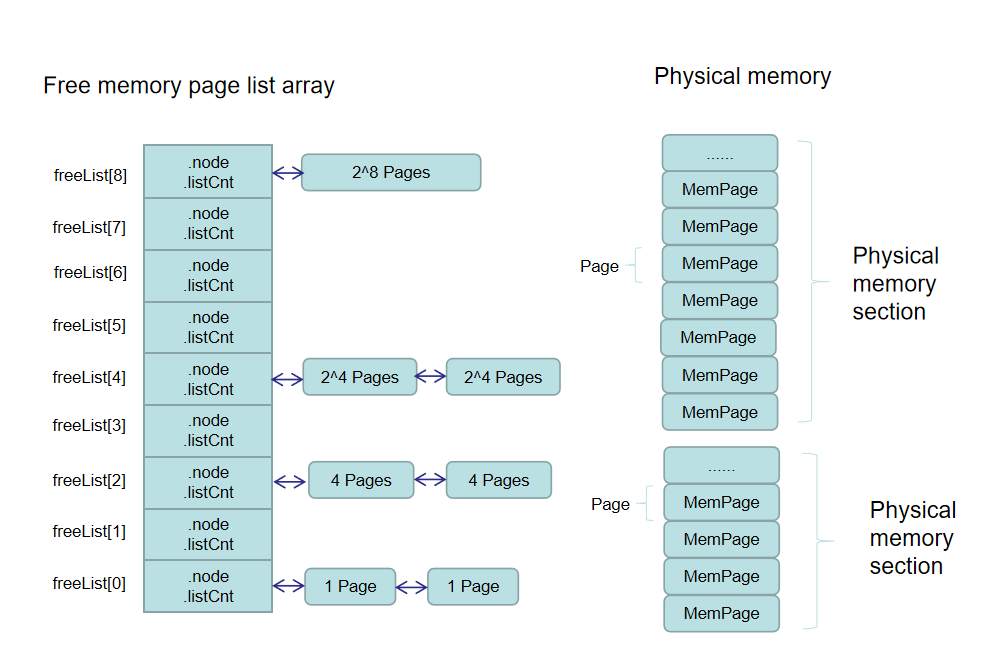 Free memory page list array
freeList[8]
.node
.listCnt
2^8 Pages
freeList[7]
.node
.listCnt
freeList[6]
.node
.listCnt
freeList[5]
.node
.listCnt
freeList[4]
.node
.listCnt
2^4 Pages
2^4 Pages
freeList[3]
.node
.listCnt
freeList[2]
.node
.listCnt
4 Pages
4 Pages
freeList[1]
.node
.listCnt
freeList[0]
.node
.listCnt
1 Page
1 Page
Physical memory
......
MemPage
MemPage
Page
MemPage
MemPage
MemPage
MemPage
MemPage
Physical
memory
section
......
Page
MemPage
MemPage
MemPage
MemPage
Physical
memory
section